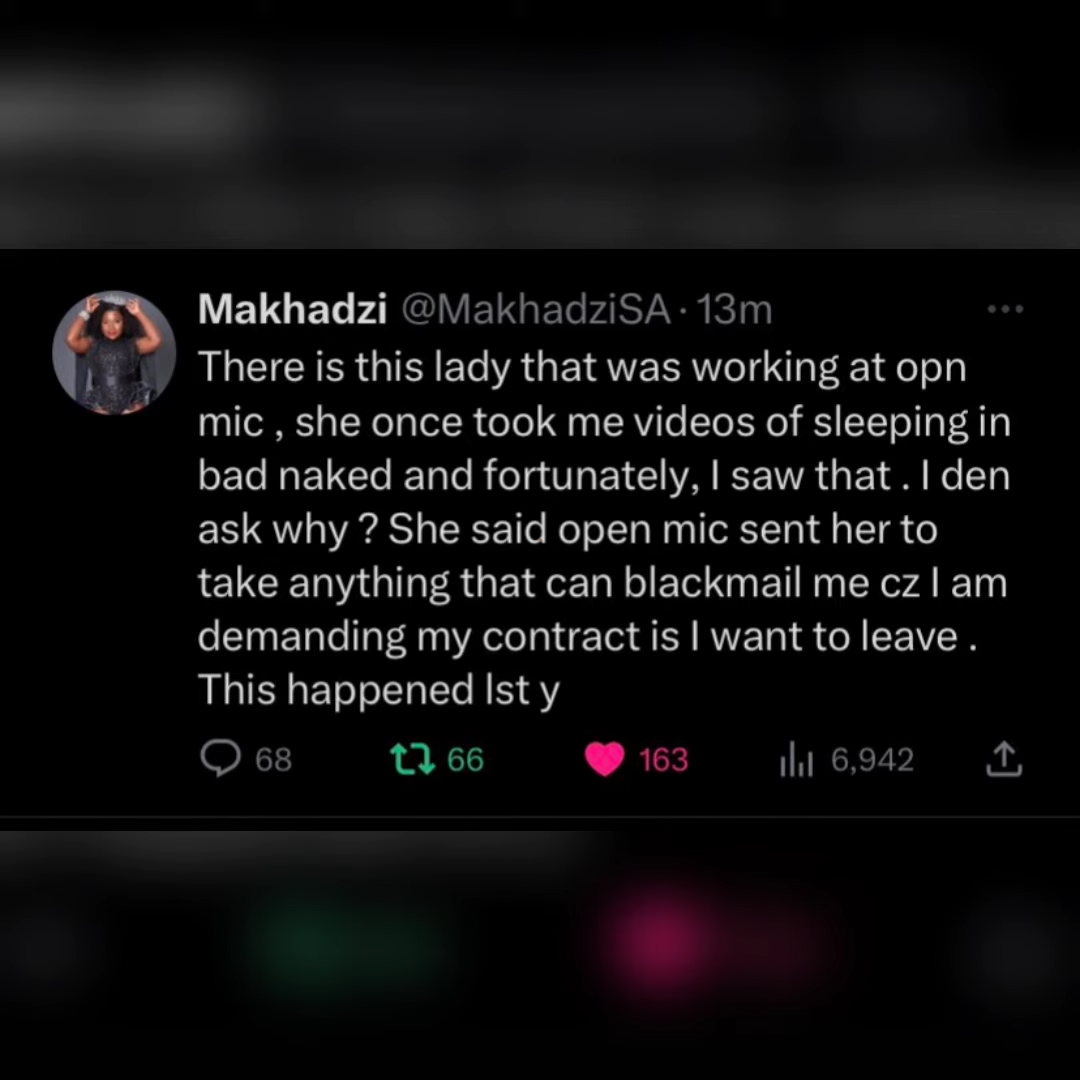 Makhadzi @MakhadziSA · 13m
There is this lady that was working at opn
mic , she once took me videos of sleeping in
bad naked and fortunately, I saw that . I den
ask why ? She said open mic sent her to
take anything that can blackmail me cz I am
demanding my contract is I want to leave .
This happened lst y
68 66 163 6,942